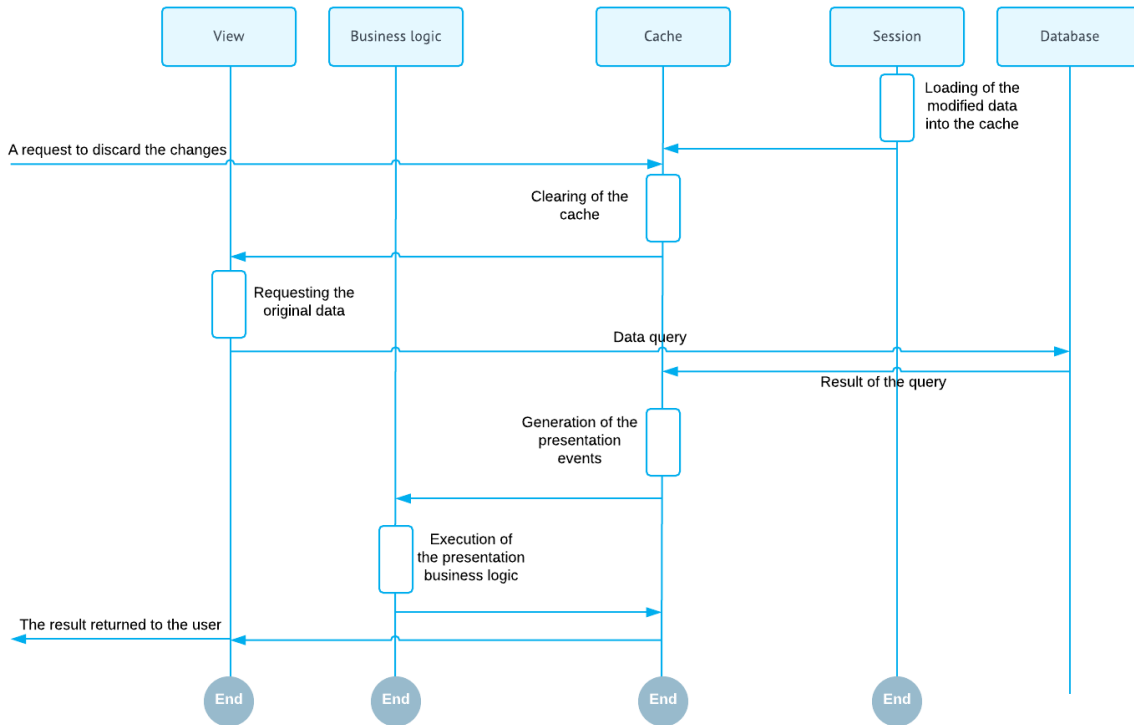 View
Business logic
Cache
Session
Database
Loading of the
modified data
into the cache
A request to discard the changes
Clearing of the
cache
Requesting the
original data
Data query
Result of the query
Generation of the
presentation
events
Execution of
the presentation
business logic
The result returned to the user
End
End
End
End